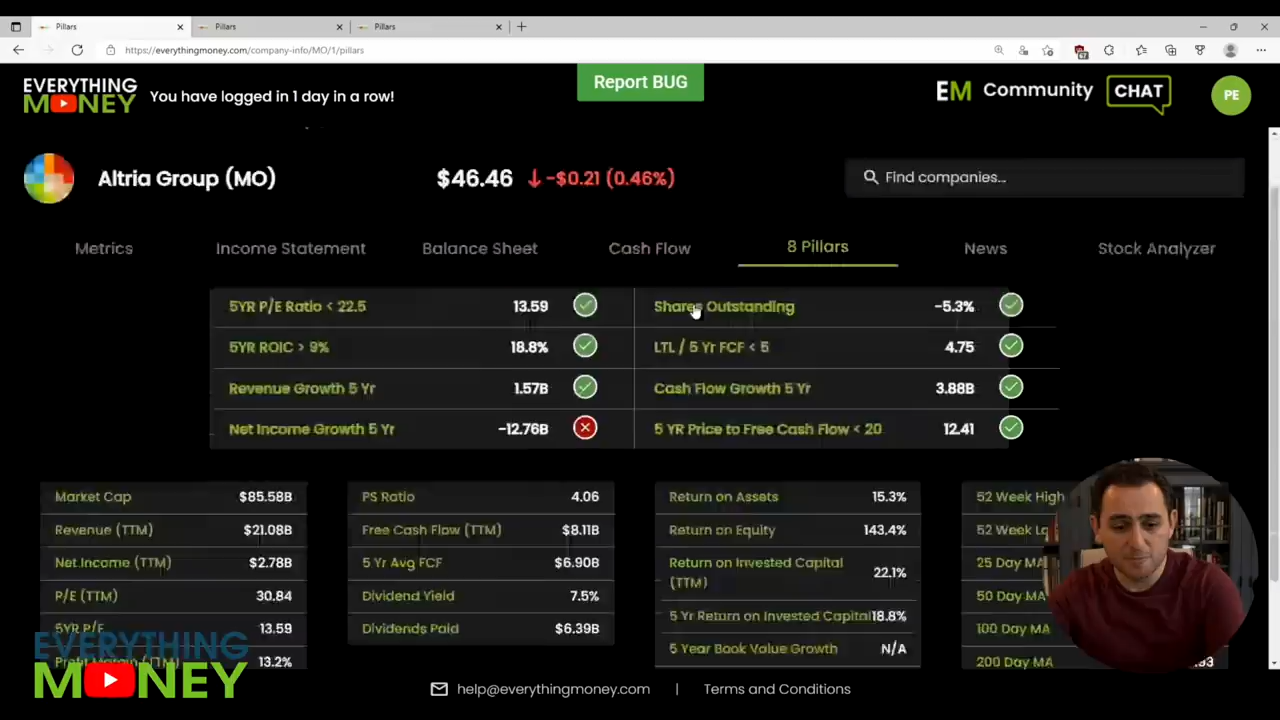 Pillars
Pillars
Pillars
https://everythingmoney.com/company-info/MO/1/pillars
EVERYTHING
MONEY
You have logged in 1 day in a row!
Report BUG
EM Community CHAT
PE
Altria Group (MO)
$46.46 -$0.21 (0.46%)
Find companies...
Metrics
Income Statement
Balance Sheet
Cash Flow
8 Pillars
News
Stock Analyzer
5YR P/E Ratio < 22.5 13.59
Shares Outstanding -5.3%
5YR ROIC > 9% 18.8%
LTL / 5 Yr FCF < 5 4.75
Revenue Growth 5 Yr 1.57B
Cash Flow Growth 5 Yr 3.88B
Net Income Growth 5 Yr -12.76B
5 YR Price to Free Cash Flow < 20 12.41
Market Cap $85.58B
Revenue (TTM) $21.08B
Net Income (TTM) $2.78B
P/E (TTM) 30.84
5YR P/E 13.59
Profit Margin (TTM) 13.2%
PS Ratio 4.06
Free Cash Flow (TTM) $8.11B
5 Yr Avg FCF $6.90B
Dividend Yield 7.5%
Dividends Paid $6.39B
Return on Assets 15.3%
Return on Equity 143.4%
Return on Invested Capital
(TTM) 22.1%
5 Yr Return on Invested Capital 18.8%
5 Year Book Value Growth N/A
52 Week High
52 Week
25 Day MA
50 Day MA
100 Day MA
200 Day MA
EVERYTHING
MONEY
help@everythingmoney.com | Terms and Conditions